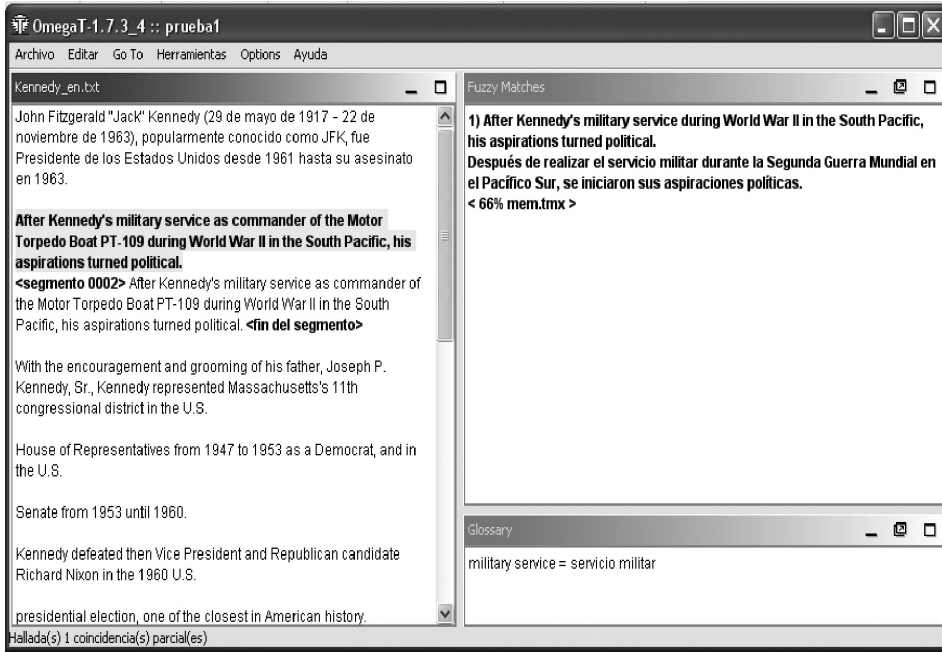 OmegaT-1.7.3_4 :: prueba1
Archivo Editar Go To Herramientas Options Ayuda
Kennedy_en.txt
John Fitzgerald "Jack" Kennedy (29 de mayo de 1917 - 22 de
noviembre de 1963), popularmente conocido como JFK, fue
Presidente de los Estados Unidos desde 1961 hasta su asesinato
en 1963.
After Kennedy's military service as commander of the Motor
Torpedo Boat PT-109 during World War II in the South Pacific, his
aspirations turned political.
<segmento 0002> After Kennedy's military service as commander of
the Motor Torpedo Boat PT-109 during World War II in the South
Pacific, his aspirations turned political. <fin del segmento>
With the encouragement and grooming of his father, Joseph P.
Kennedy, Sr., Kennedy represented Massachusetts's 11th
congressional district in the U.S.
House of Representatives from 1947 to 1953 as a Democrat, and in
the U.S.
Senate from 1953 until 1960.
Kennedy defeated then Vice President and Republican candidate
Richard Nixon in the 1960 U.S.
presidential election, one of the closest in American history.
Fuzzy Matches
1) After Kennedy's military service during World War II in the South Pacific,
his aspirations turned political.
Después de realizar el servicio militar durante la Segunda Guerra Mundial en
el Pacífico Sur, se iniciaron sus aspiraciones políticas.
< 66% mem.tmx >
Glossary
military service = servicio militar
Hallada(s) 1 coincidencia(s) parcial(es)